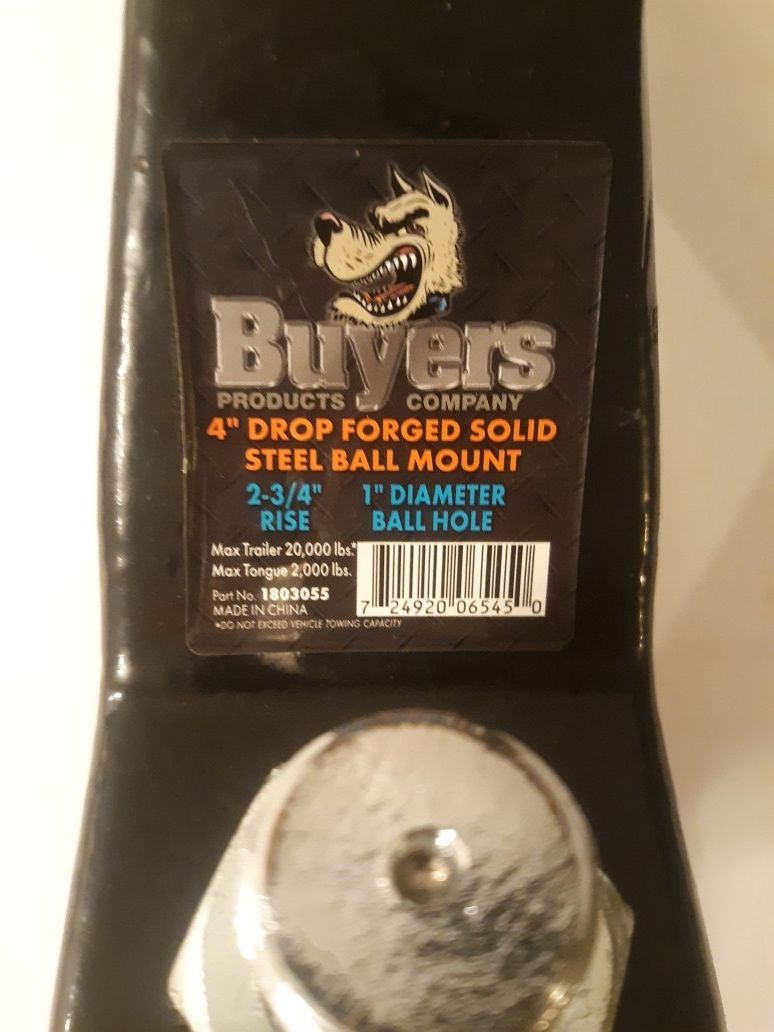 Buyers
PRODUCTS COMPANY
4" DROP FORGED SOLID
STEEL BALL MOUNT
2-3/4" 1" DIAMETER
RISE BALL HOLE
Max Trailer 20,000 lbs.*
Max Tongue 2,000 lbs.
Part No. 1803055
MADE IN CHINA
7 24920 06545 0
*DO NOT EXCEED VEHICLE TOWING CAPACITY